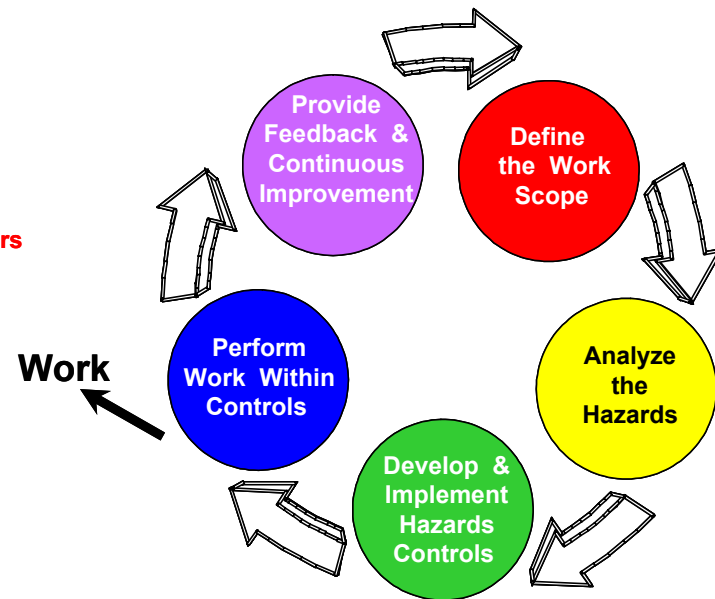 Provide
Feedback &
Continuous
Improvement
Define
the Work
Scope
rs
Analyze
the
Hazards
Perform
Work Within
Controls
Work
Develop &
Implement
Hazards
Controls